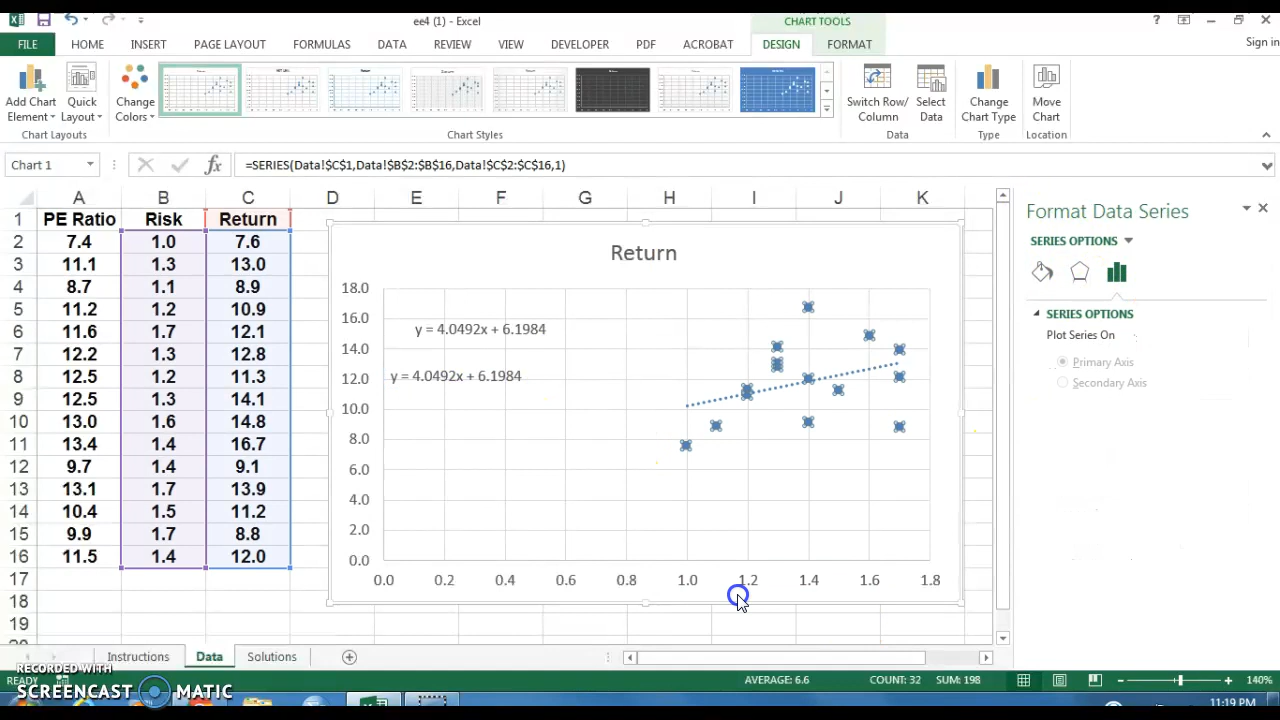 ee4 (1) - Excel
CHART TOOLS
?
Sign in
FILE HOME INSERT PAGE LAYOUT FORMULAS DATA REVIEW VIEW DEVELOPER PDF ACROBAT DESIGN FORMAT
Add Chart Element
Quick Layout
Change Colors
Switch Row/ Column
Select Data
Change Chart Type
Move Chart
Chart Layouts
Chart Styles
Data
Type
Location
Chart 1
fx
=SERIES(Data!$C$1,Data!$B$2:$B$16,Data!$C$2:$C$16,1)
A B C D E F G H I J K
1 PE Ratio Risk Return
2 7.4 1.0 7.6
3 11.1 1.3 13.0
4 8.7 1.1 8.9
5 11.2 1.2 10.9
6 11.6 1.7 12.1
7 12.2 1.3 12.8
8 12.5 1.2 11.3
9 12.5 1.3 14.1
10 13.0 1.6 14.8
11 13.4 1.4 16.7
12 9.7 1.4 9.1
13 13.1 1.7 13.9
14 10.4 1.5 11.2
15 9.9 1.7 8.8
16 11.5 1.4 12.0
17
18
19
Return
18.0
16.0
14.0
12.0
10.0
8.0
6.0
4.0
2.0
0.0
y = 4.0492x + 6.1984
y = 4.0492x + 6.1984
0.0 0.2 0.4 0.6 0.8 1.0 1.2 1.4 1.6 1.8
Format Data Series
SERIES OPTIONS
SERIES OPTIONS
Plot Series On
Primary Axis
Secondary Axis
Instructions Data Solutions
RECORDED WITH
SCREENCAST MATIC
READY
AVERAGE: 6.6 COUNT: 32 SUM: 198
140%
11:19 PM